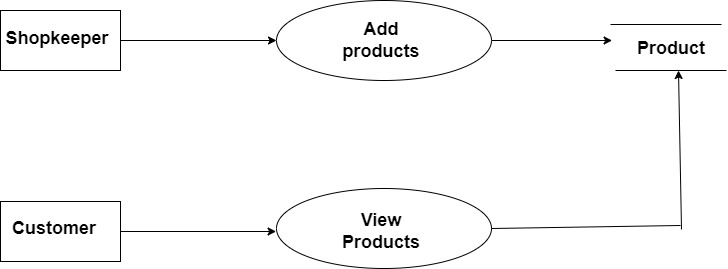 Shopkeeper
Add
products
Product
Customer
View
Products